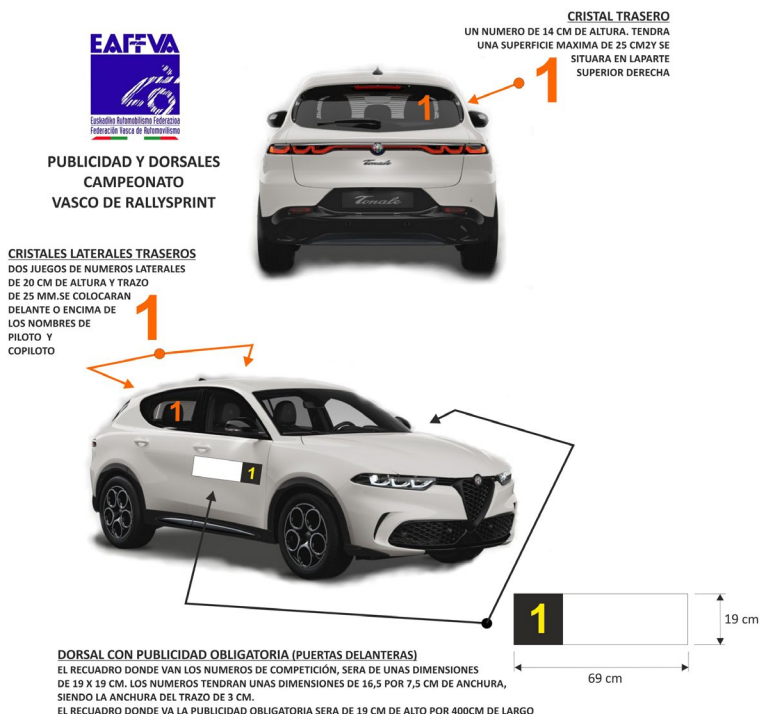 CRISTAL TRASERO
UN NUMERO DE 14 CM DE ALTURA. TENDRA
UNA SUPERFICIE MAXIMA DE 25 CM2Y SE
SITUARA EN LAPARTE
SUPERIOR DERECHA
1
1
EAFFVA
Euskadiko Automobilismo Federazioa
Federación Vasca de Automovilismo
PUBLICIDAD Y DORSALES
CAMPEONATO
VASCO DE RALLYSPRINT
Tonale
Tonale
CRISTALES LATERALES TRASEROS
DOS JUEGOS DE NUMEROS LATERALES
DE 20 CM DE ALTURA Y TRAZO
DE 25 MM.SE COLOCARAN
DELANTE O ENCIMA DE
LOS NOMBRES DE
PILOTO Y
COPILOTO
1
1
1
1
19 cm
69 cm
DORSAL CON PUBLICIDAD OBLIGATORIA (PUERTAS DELANTERAS)
EL RECUADRO DONDE VAN LOS NUMEROS DE COMPETICIÓN, SERA DE UNAS DIMENSIONES
DE 19 X 19 CM. LOS NUMEROS TENDRAN UNAS DIMENSIONES DE 16,5 POR 7,5 CM DE ANCHURA,
SIENDO LA ANCHURA DEL TRAZO DE 3 CM.
EL RECUADRO DONDE VA LA PUBLICIDAD OBLIGATORIA SERA DE 19 CM DE ALTO POR 400CM DE LARGO